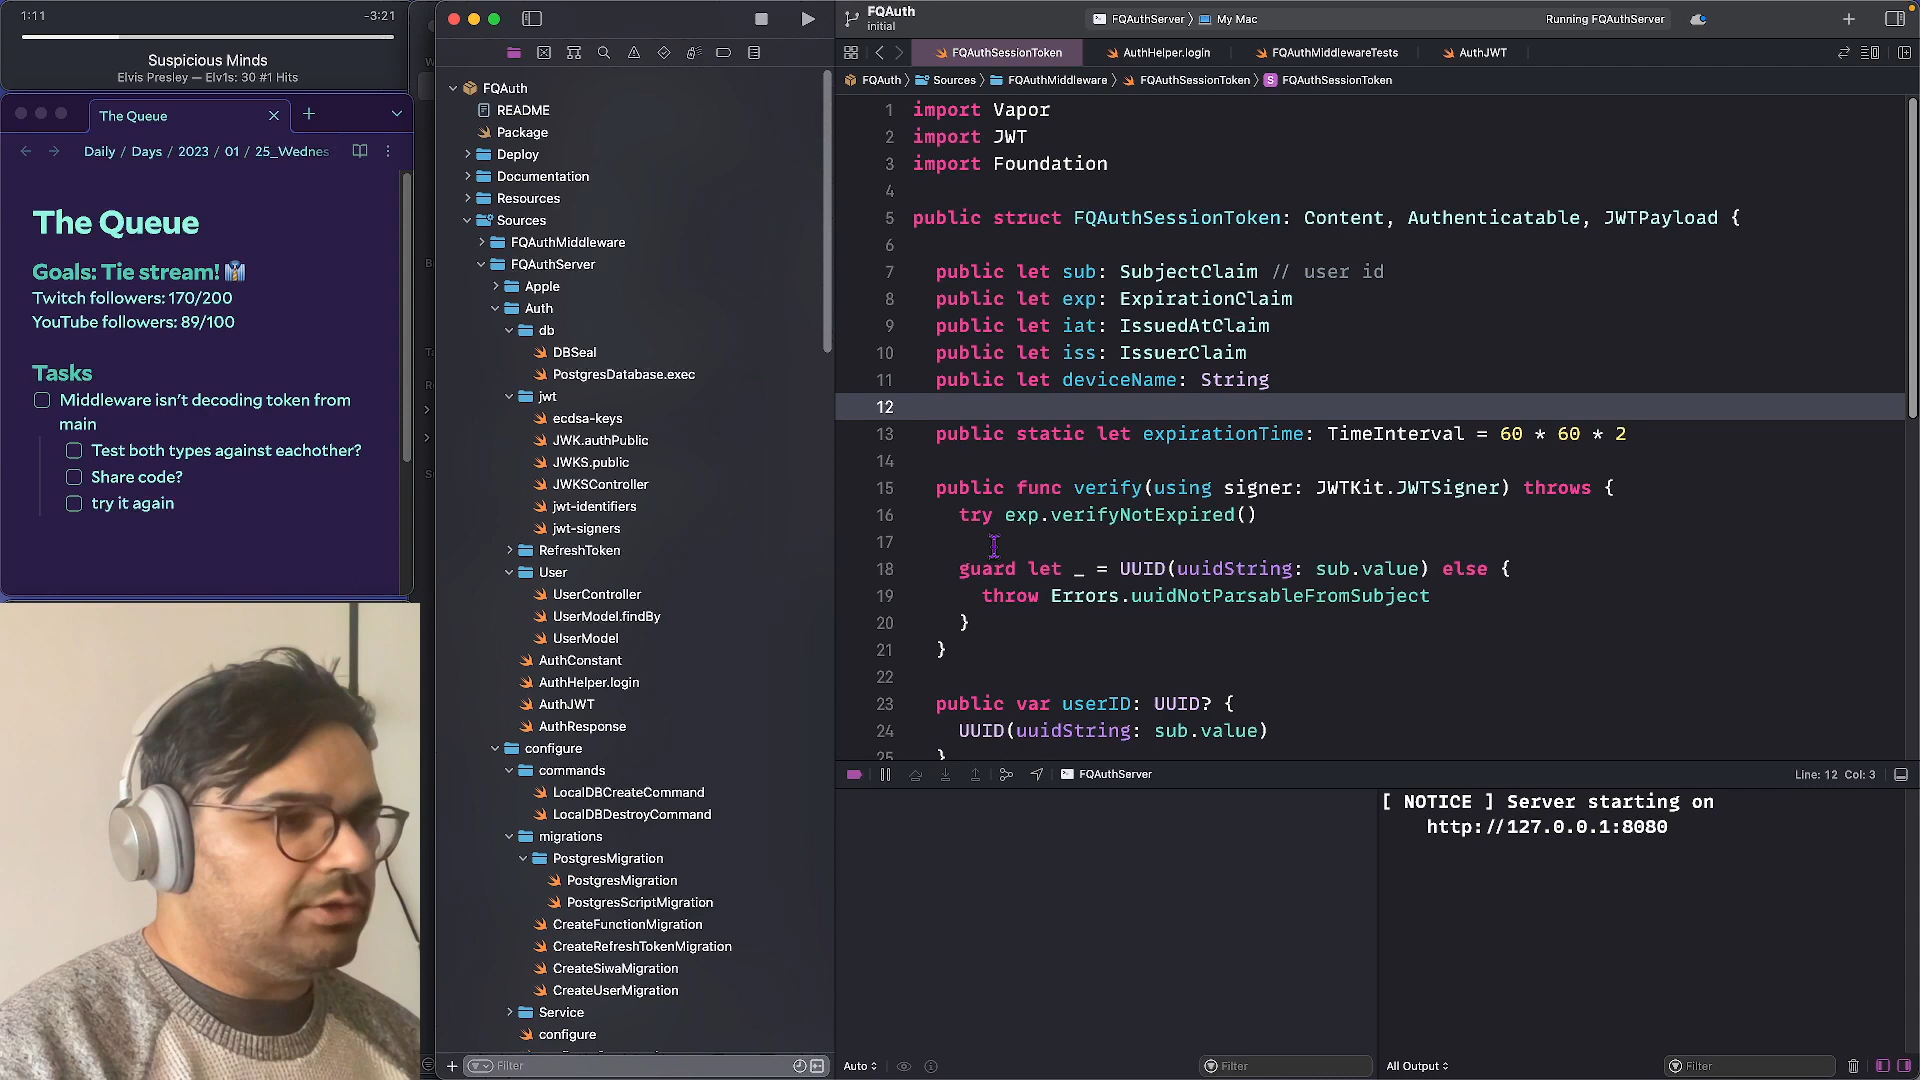 1:11
-3:21
Suspicious Minds
Elvis Presley — Elv1s: 30 #1 Hits
The Queue
Daily / Days / 2023 / 01 / 25_Wednes
The Queue
Goals: Tie stream! 👔
Twitch followers: 170/200
YouTube followers: 89/100
Tasks
Middleware isn't decoding token from
main
Test both types against eachother?
Share code?
try it again
FQAuth
README
Package
Deploy
Documentation
Resources
Sources
FQAuthMiddleware
FQAuthServer
Apple
Auth
db
DBSeal
PostgresDatabase.exec
jwt
ecdsa-keys
JWK.authPublic
JWKS.public
JWKSController
jwt-identifiers
jwt-signers
RefreshToken
User
UserController
UserModel.findBy
UserModel
AuthConstant
AuthHelper.login
AuthJWT
AuthResponse
configure
commands
LocalDBCreateCommand
LocalDBDestroyCommand
migrations
PostgresMigration
PostgresMigration
PostgresScriptMigration
CreateFunctionMigration
CreateRefreshTokenMigration
CreateSiwaMigration
CreateUserMigration
Service
configure
Filter
FQAuth
initial
FQAuthServer 〉 My Mac
Running FQAuthServer
FQAuthSessionToken
AuthHelper.login
FQAuthMiddlewareTests
AuthJWT
FQAuth 〉 Sources 〉 FQAuthMiddleware 〉 FQAuthSessionToken 〉 S FQAuthSessionToken
1 import Vapor
2 import JWT
3 import Foundation
4
5 public struct FQAuthSessionToken: Content, Authenticatable, JWTPayload {
6
7 public let sub: SubjectClaim // user id
8 public let exp: ExpirationClaim
9 public let iat: IssuedAtClaim
10 public let iss: IssuerClaim
11 public let deviceName: String
12
13 public static let expirationTime: TimeInterval = 60 * 60 * 2
14
15 public func verify(using signer: JWTKit.JWTSigner) throws {
16 try exp.verifyNotExpired()
17
18 guard let _ = UUID(uuidString: sub.value) else {
19 throw Errors.uuidNotParsableFromSubject
20 }
21 }
22
23 public var userID: UUID? {
24 UUID(uuidString: sub.value)
25 }
FQAuthServer
Line: 12 Col: 3
[ NOTICE ] Server starting on
http://127.0.0.1:8080
Auto
Filter
All Output
Filter